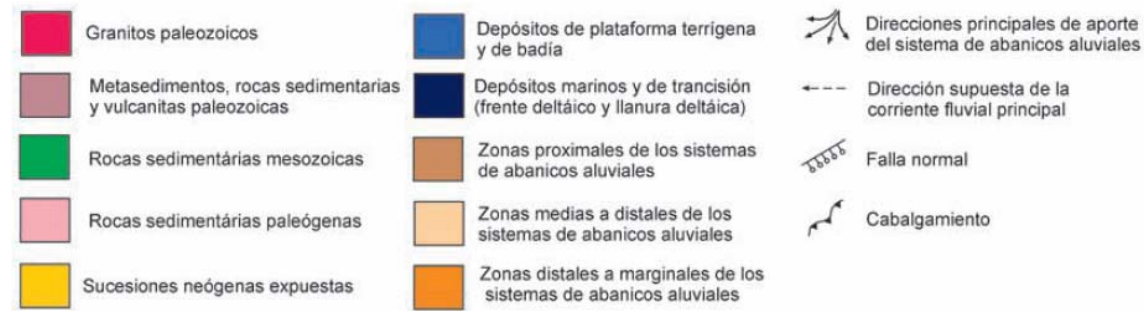 Granitos paleozoicos
Metasedimentos, rocas sedimentarias
y vulcanitas paleozoicas
Rocas sedimentárias mesozoicas
Rocas sedimentárias paleógenas
Sucesiones neógenas expuestas
Depósitos de plataforma terrígena
y de badía
Depósitos marinos y de trancisión
(frente deltáico y llanura deltáica)
Zonas proximales de los sistemas
de abanicos aluviales
Zonas medias a distales de los
sistemas de abanicos aluviales
Zonas distales a marginales de los
sistemas de abanicos aluviales
Direcciones principales de aporte
del sistema de abanicos aluviales
Dirección supuesta de la
corriente fluvial principal
Falla normal
Cabalgamiento